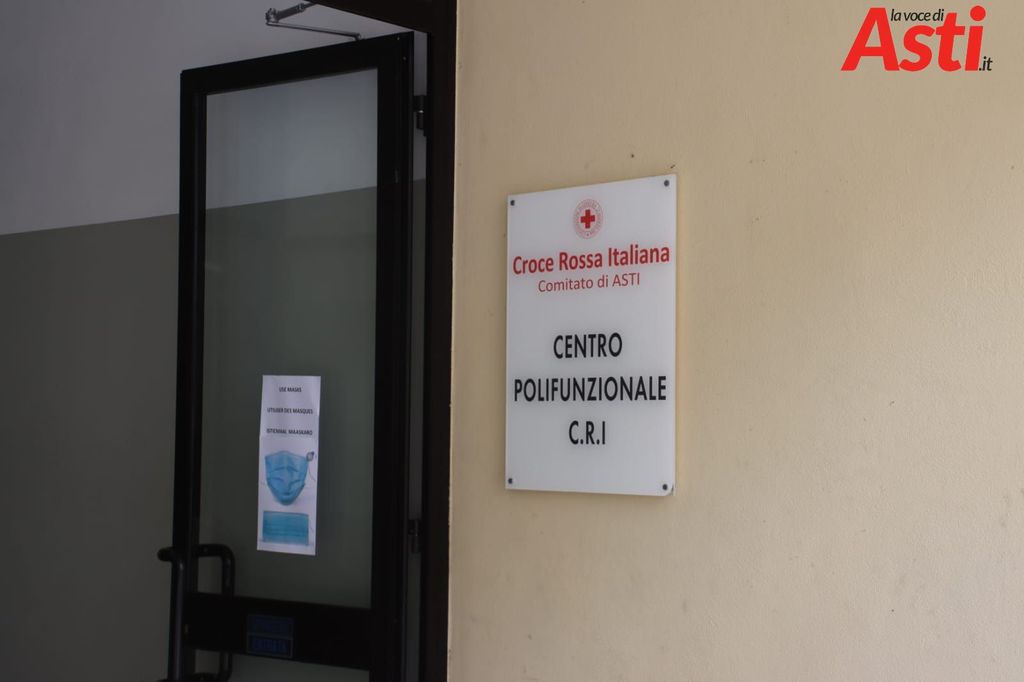 la voce di
Asti.it
Croce Rossa Italiana
Comitato di ASTI
CENTRO
POLIFUNZIONALE
C.R.I
USE MASKS
UTILISER DES MASQUES
ISTICMAAL MAASKARO